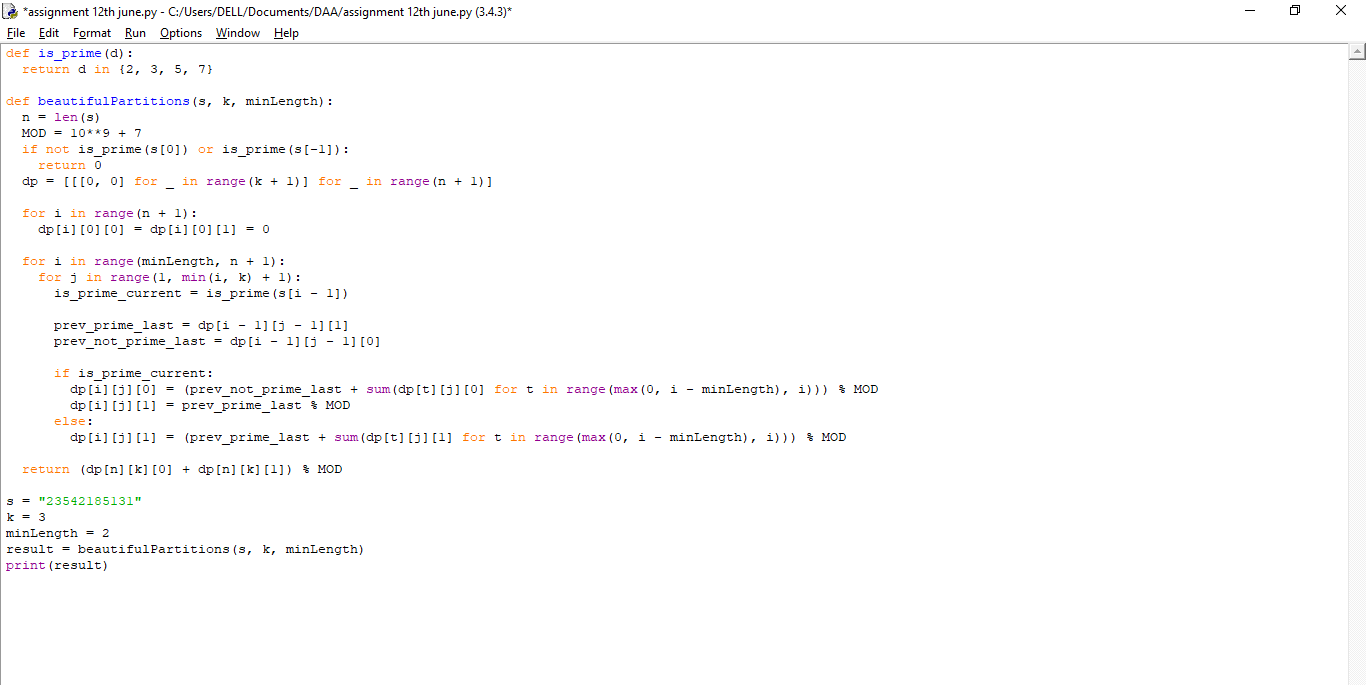 *assignment 12th june.py - C:/Users/DELL/Documents/DAA/assignment 12th june.py (3.4.3)*
File Edit Format Run Options Window Help
def is_prime(d):
  return d in {2, 3, 5, 7}

def beautifulPartitions(s, k, minLength):
  n = len(s)
  MOD = 10**9 + 7
  if not is_prime(s[0]) or is_prime(s[-1]):
    return 0
  dp = [[[0, 0] for _ in range(k + 1)] for _ in range(n + 1)]

  for i in range(n + 1):
    dp[i][0][0] = dp[i][0][1] = 0

  for i in range(minLength, n + 1):
    for j in range(1, min(i, k) + 1):
      is_prime_current = is_prime(s[i - 1])

      prev_prime_last = dp[i - 1][j - 1][1]
      prev_not_prime_last = dp[i - 1][j - 1][0]

      if is_prime_current:
        dp[i][j][0] = (prev_not_prime_last + sum(dp[t][j][0] for t in range(max(0, i - minLength), i))) % MOD
        dp[i][j][1] = prev_prime_last % MOD
      else:
        dp[i][j][1] = (prev_prime_last + sum(dp[t][j][1] for t in range(max(0, i - minLength), i))) % MOD

  return (dp[n][k][0] + dp[n][k][1]) % MOD

s = "23542185131"
k = 3
minLength = 2
result = beautifulPartitions(s, k, minLength)
print(result)